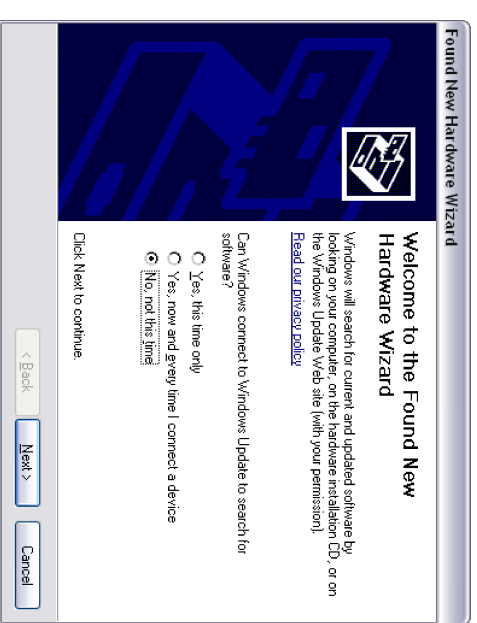 Found New Hardware Wizard
Welcome to the Found New
Hardware Wizard
Windows will search for current and updated software by
looking on your computer, on the hardware installation CD, or on
the Windows Update Web site (with your permission).
Read our privacy policy
Can Windows connect to Windows Update to search for
software?
Yes, this time only
Yes, now and every time I connect a device
No, not this time
Click Next to continue.
< Back
Next >
Cancel